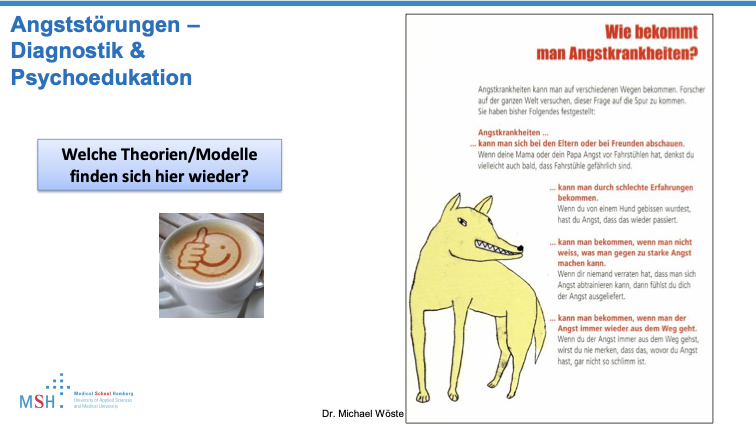 Angststörungen –
Diagnostik &
Psychoedukation
Welche Theorien/Modelle
finden sich hier wieder?
Wie bekommt
man Angstkrankheiten?
Angstkrankheiten kann man auf verschiedenen Wegen bekommen. Forscher
auf der ganzen Welt versuchen, dieser Frage auf die Spur zu kommen.
Sie haben bisher Folgendes festgestellt:
Angstkrankheiten ...
... kann man sich bei den Eltern oder bei Freunden abschauen.
Wenn deine Mama oder dein Papa Angst vor Fahrstühlen hat, denkst du
vielleicht auch bald, dass Fahrstühle gefährlich sind.
... kann man durch schlechte Erfahrungen
bekommen.
Wenn du von einem Hund gebissen wurdest,
hast du Angst, dass das wieder passiert.
... kann man bekommen, wenn man nicht
weiss, was man gegen zu starke Angst
machen kann.
Wenn dir niemand verraten hat, dass man sich
Angst abtrainieren kann, dann fühlst du dich
der Angst ausgeliefert.
... kann man bekommen, wenn man der
Angst immer wieder aus dem Weg geht.
Wenn du der Angst immer aus dem Weg gehst,
wirst du nie merken, dass das, wovor du Angst
hast, gar nicht so schlimm ist.
MSH
Medical School Hamburg
University of Applied Sciences
and Medical University
Dr. Michael Wöste